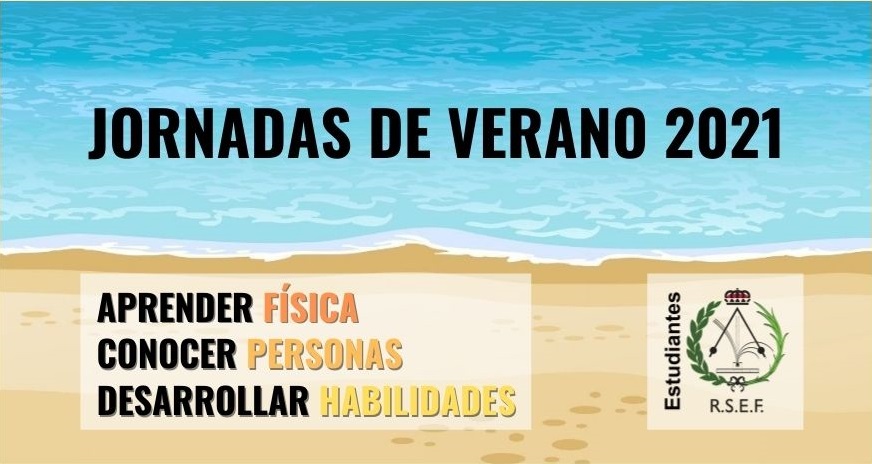 JORNADAS DE VERANO 2021
APRENDER FÍSICA
CONOCER PERSONAS
DESARROLLAR HABILIDADES
Estudiantes
R.S.E.F.